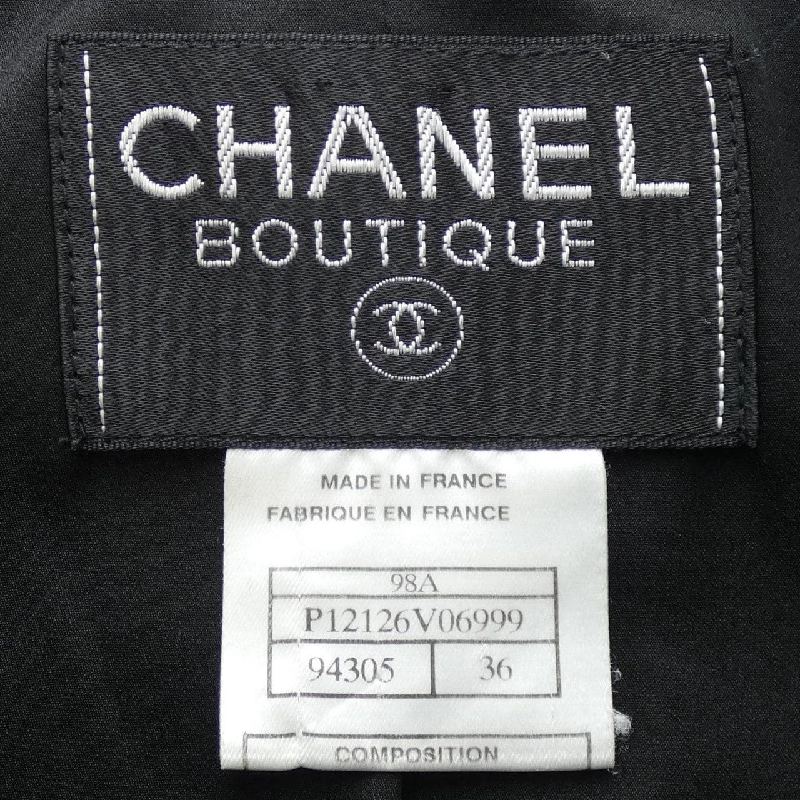 CHANEL
BOUTIQUE
MADE IN FRANCE
FABRIQUE EN FRANCE
98A
P12126V06999
94305 36
COMPOSITION